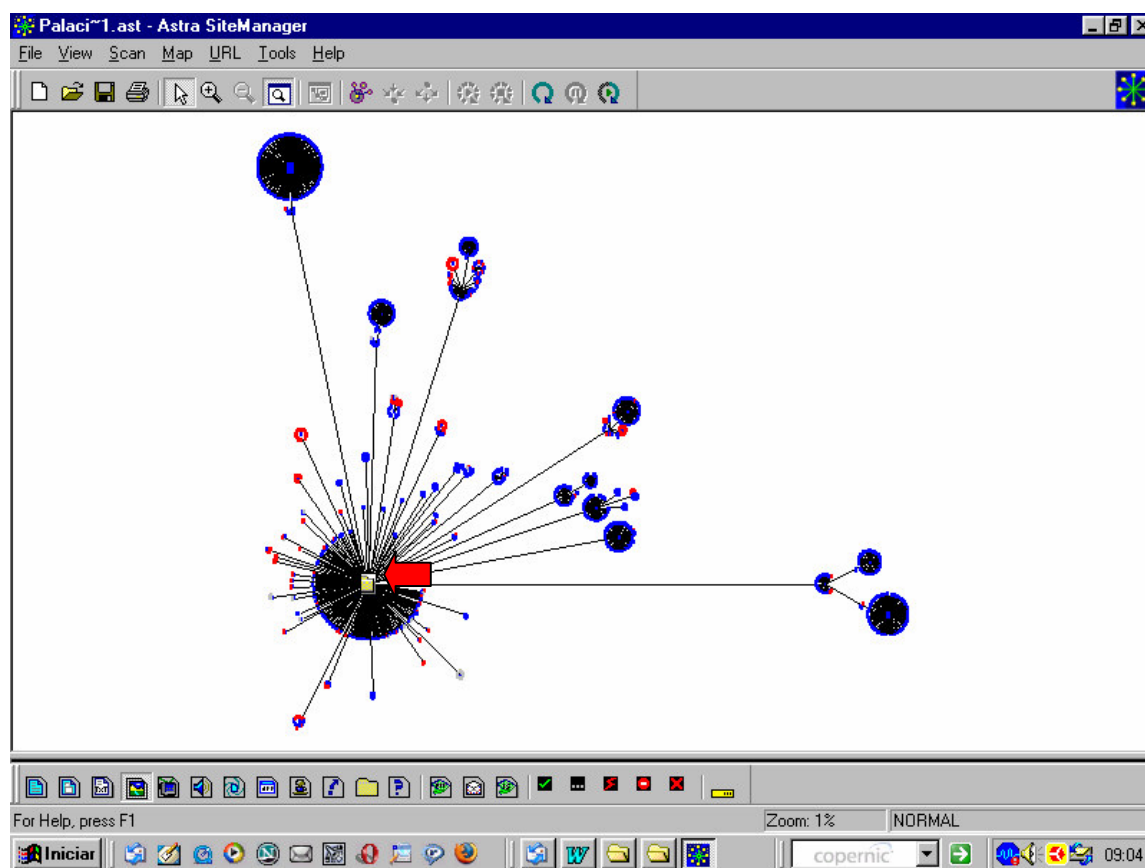 Palaci~1.ast - Astra SiteManager
File View Scan Map URL Tools Help
For Help, press F1
Zoom: 1%
NORMAL
Iniciar
copernic
09:04